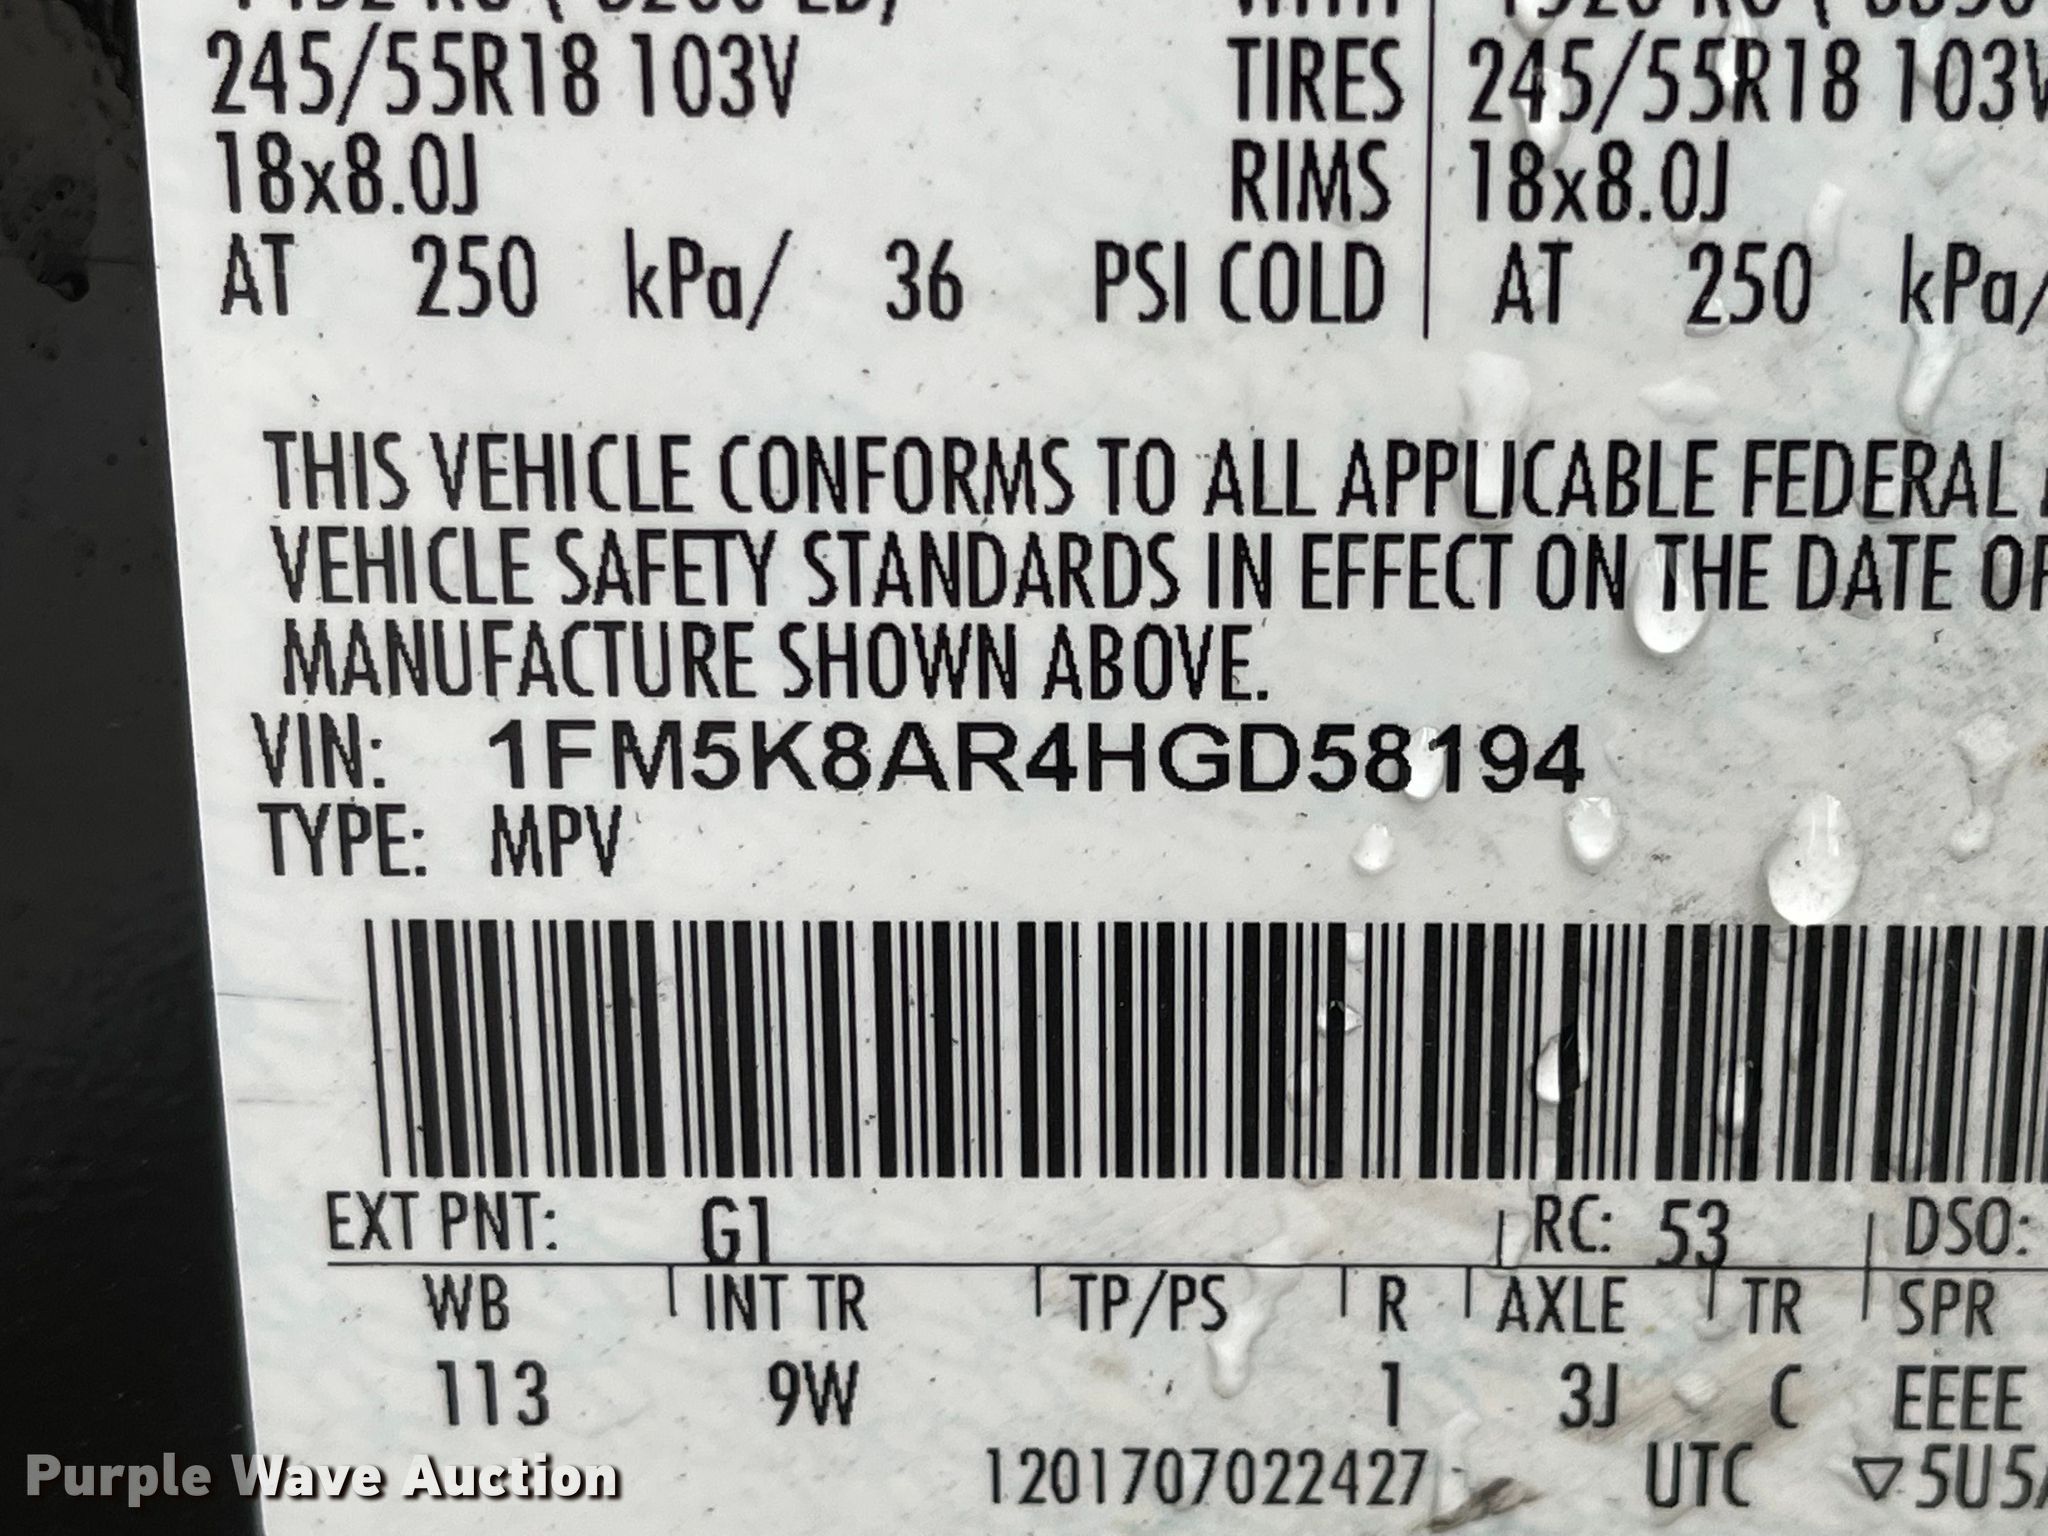 245/55R18 103V TIRES 245/55R18 103V
18x8.0J RIMS 18x8.0J
AT 250 kPa/ 36 PSI COLD AT 250 kPa/
THIS VEHICLE CONFORMS TO ALL APPLICABLE FEDERAL
VEHICLE SAFETY STANDARDS IN EFFECT ON THE DATE OF
MANUFACTURE SHOWN ABOVE.
VIN: 1FM5K8AR4HGD58194
TYPE: MPV
EXT PNT: G1 RC: 53 DSO:
WB INT TR TP/PS R AXLE TR SPR
113 9W 1 3J C EEEE
1201707022427 UTC ▽5U5
Purple Wave Auction